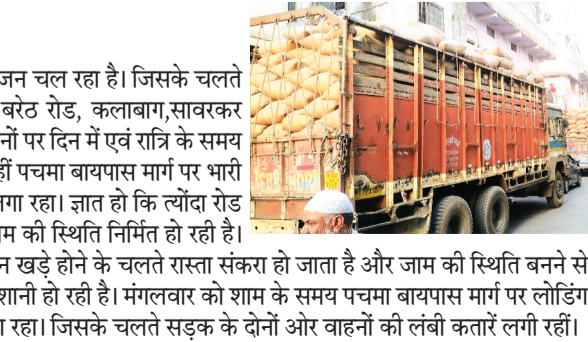 जन चल रहा है। जिसके चलते
बरेठ रोड, कलाबाग,सावरकर
नों पर दिन में एवं रात्रि के समय
हीं पचमा बायपास मार्ग पर भारी
गा रहा। ज्ञात हो कि त्योंदा रोड
म की स्थिति निर्मित हो रही है।
न खड़े होने के चलते रास्ता संकरा हो जाता है और जाम की स्थिति बनने से
शानी हो रही है। मंगलवार को शाम के समय पचमा बायपास मार्ग पर लोडिंग
रहा। जिसके चलते सड़क के दोनों ओर वाहनों की लंबी कतारें लगी रहीं।